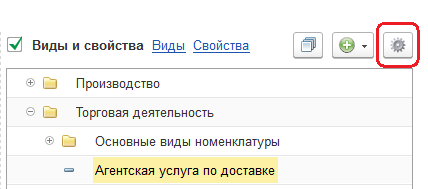 Виды и свойства Виды Свойства
Производство
Торговая деятельность
Основные виды номенклатуры
Агентская услуга по доставке